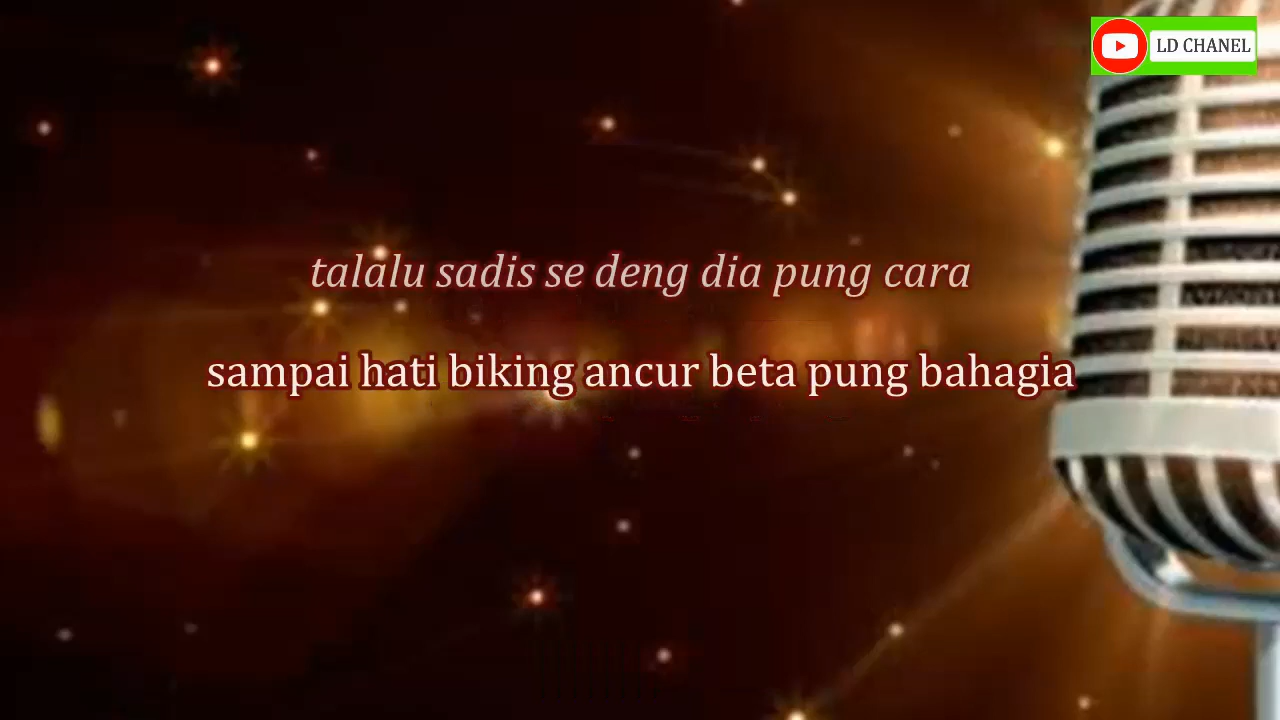 LD CHANEL
talalu sadis se deng dia pung cara
sampai hati biking ancur beta pung bahagia